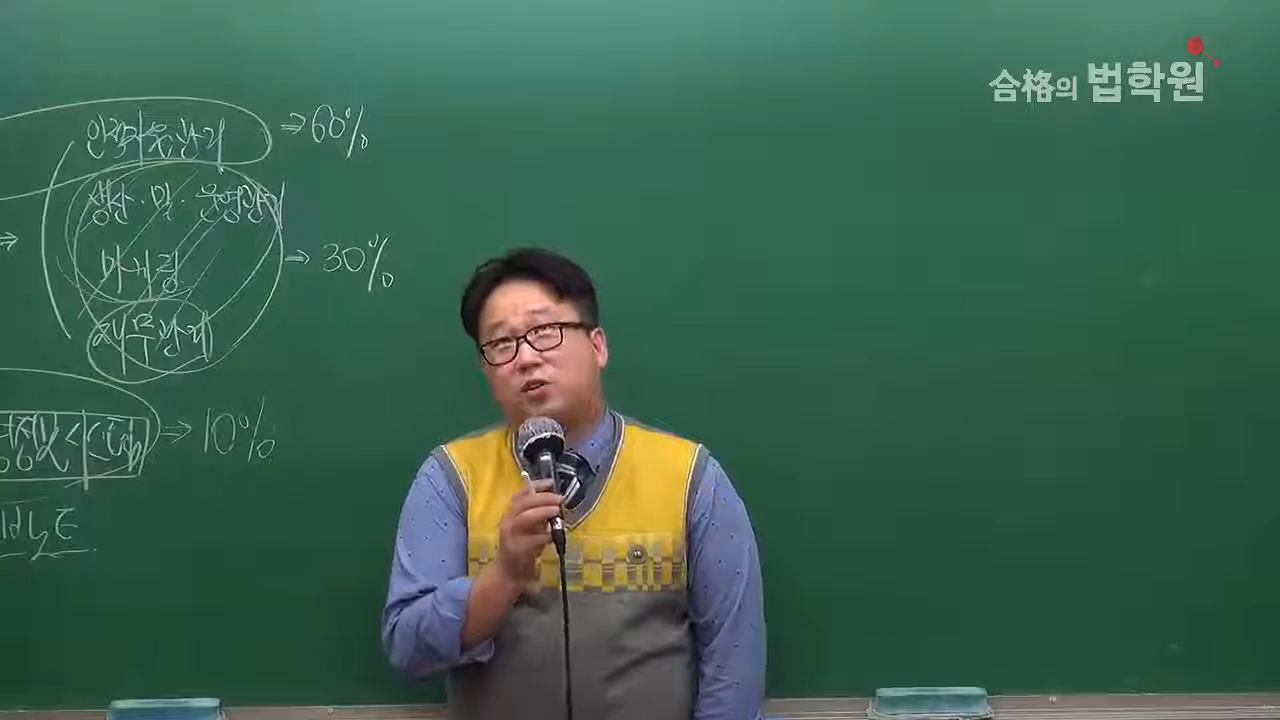 合格의 법학원
인적자원관리 ⇒ 60%
생산·및·운영관리
⇒ 마케팅 ⇒ 30%
재무관리
⇒ 10%